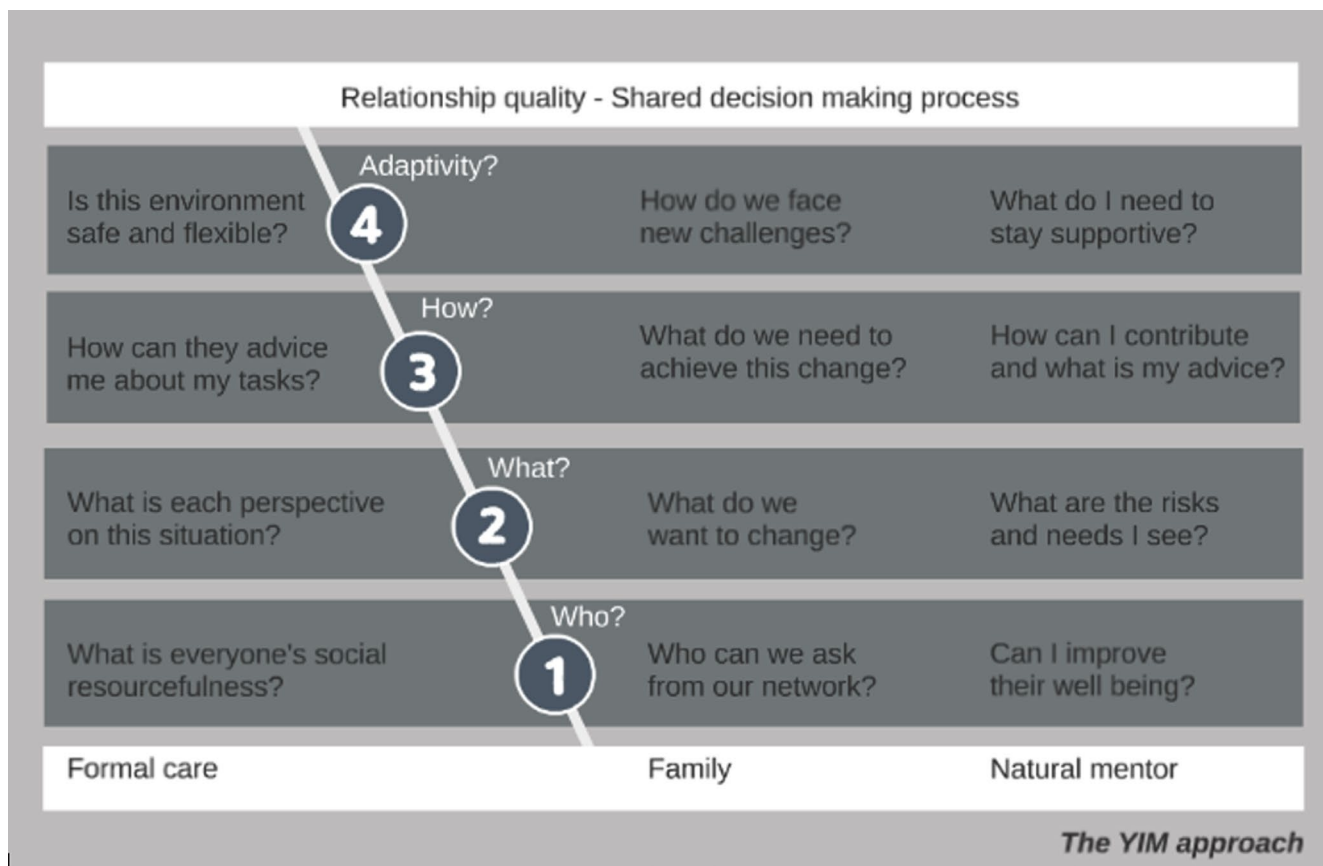 Relationship quality - Shared decision making process
Adaptivity?
Is this environment
safe and flexible?
4
How do we face
new challenges?
What do I need to
stay supportive?
How?
How can they advice
me about my tasks?
3
What do we need to
achieve this change?
How can I contribute
and what is my advice?
What?
What is each perspective
on this situation?
2
What do we
want to change?
What are the risks
and needs I see?
Who?
What is everyone's social
resourcefulness?
1
Who can we ask
from our network?
Can I improve
their well being?
Formal care
Family
Natural mentor
The YIM approach